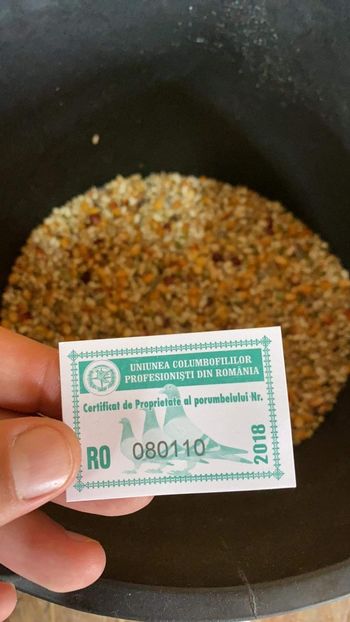 UNIUNEA COLUMBOFILILOR
PROFESIONIȘTI DIN ROMÂNIA
Certificat de Proprietate al porumbelului Nr.
RO 080110
2018